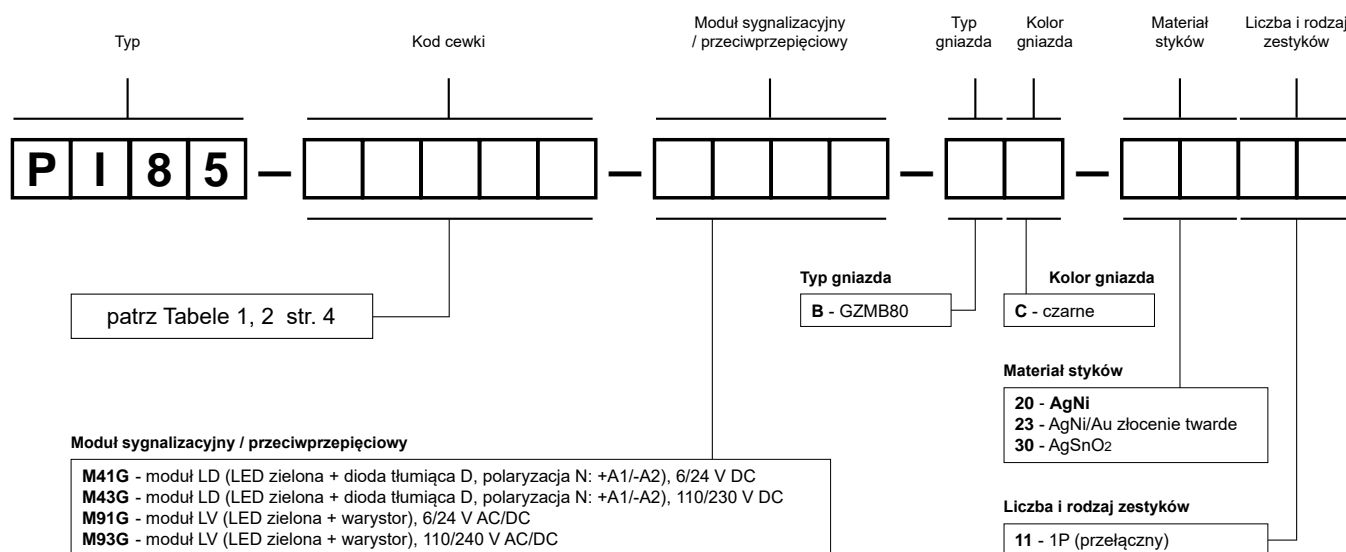 Typ
Kod cewki
Moduł sygnalizacyjny
/ przeciwprzepięciowy
Typ
gniazda
Kolor
gniazda
Materiał
styków
Liczba i rodzaj
zestyków
P I 8 5 – – – –
patrz Tabele 1, 2 str. 4
Typ gniazda
B - GZMB80
Kolor gniazda
C - czarne
Materiał styków
20 - AgNi
23 - AgNi/Au złocenie twarde
30 - AgSnO2
Moduł sygnalizacyjny / przeciwprzepięciowy
M41G - moduł LD (LED zielona + dioda tłumiąca D, polaryzacja N: +A1/-A2), 6/24 V DC
M43G - moduł LD (LED zielona + dioda tłumiąca D, polaryzacja N: +A1/-A2), 110/230 V DC
M91G - moduł LV (LED zielona + warystor), 6/24 V AC/DC
M93G - moduł LV (LED zielona + warystor), 110/240 V AC/DC
Liczba i rodzaj zestyków
11 - 1P (przełączny)